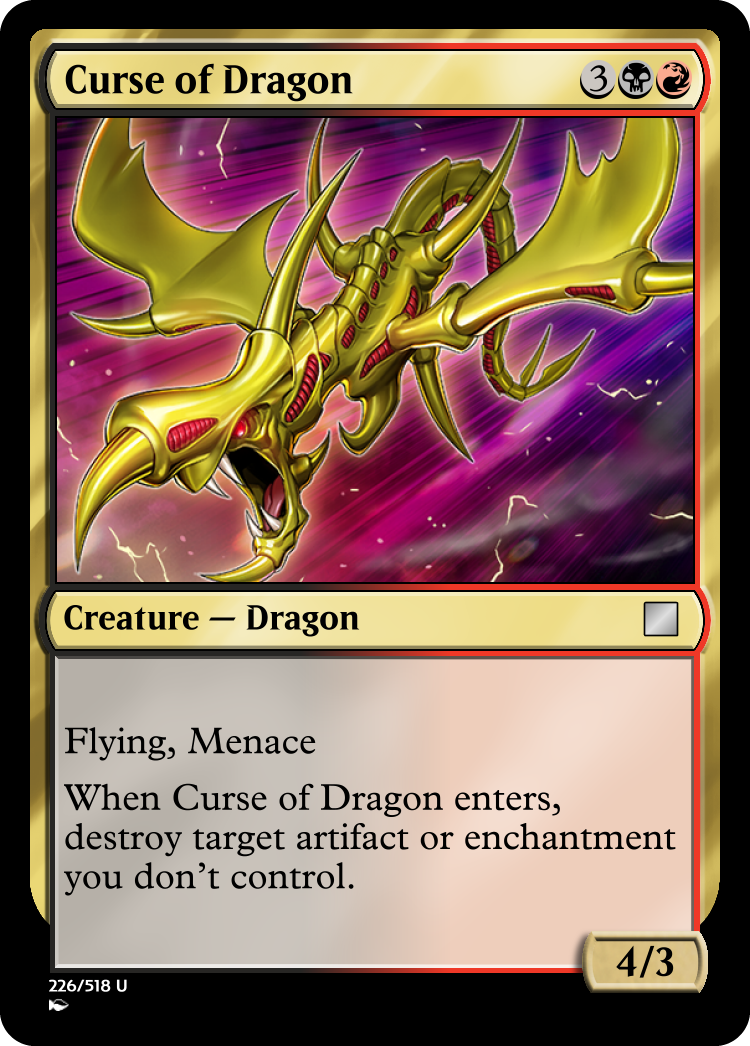 Curse of Dragon 3
Creature — Dragon
Flying, Menace
When Curse of Dragon enters,
destroy target artifact or enchantment
you don't control.
4/3
226/518 U